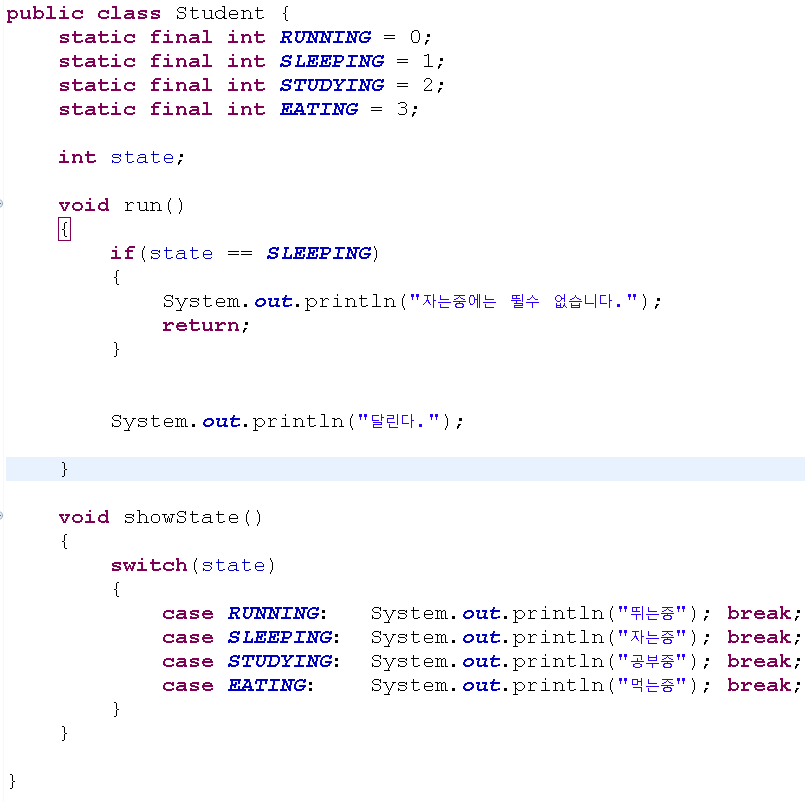 public class Student {
static final int RUNNING = 0;
static final int SLEEPING = 1;
static final int STUDYING = 2;
static final int EATING = 3;
int state;
void run()
{
if(state == SLEEPING)
{
System.out.println("자는중에는 뛸수 없습니다.");
return;
}
System.out.println("달린다.");
}
void showState()
{
switch(state)
{
case RUNNING: System.out.println("뛰는중"); break;
case SLEEPING: System.out.println("자는중"); break;
case STUDYING: System.out.println("공부중"); break;
case EATING: System.out.println("먹는중"); break;
}
}
}